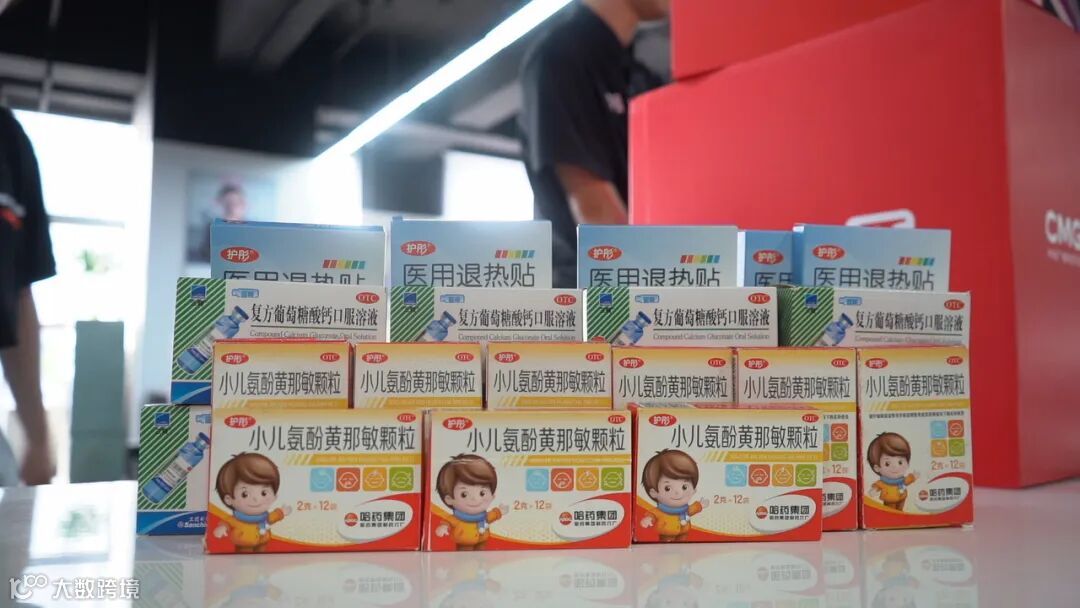 护彤
医用退热贴
护彤
医用退热贴
护彤
医用退热贴
护彤
护彤
医用退热贴
CMG
OTC
复方葡萄糖酸钙口服溶液
Compound Calcium Gluconate Oral Solution
OTC
复方葡萄糖酸钙口服溶液
Compound Calcium Gluconate Oral Solution
OTC
复方葡萄糖酸钙口服溶液
Compound Calcium Gluconate Oral Solution
OTC
复方葡萄糖酸钙口服溶液
Compound Calcium Gluconate Oral Solution
护彤
OTC
小儿氨酚黄那敏颗粒
护彤
OTC
小儿氨酚黄那敏颗粒
护彤
OTC
小儿氨酚黄那敏颗粒
护彤
OTC
小儿氨酚黄那敏颗粒
护彤
OTC
小儿氨酚黄那敏颗粒
护彤
OTC
小儿氨酚黄那敏颗粒
2克×12袋
哈药集团
护彤
OTC
小儿氨酚黄那敏颗粒
2克×12袋
哈药集团
护彤
OTC
小儿氨酚黄那敏颗粒
2克×12袋
哈药集团
护彤
OTC
小儿氨酚黄那敏颗粒
2克×12袋
哈药集团
大数跨境